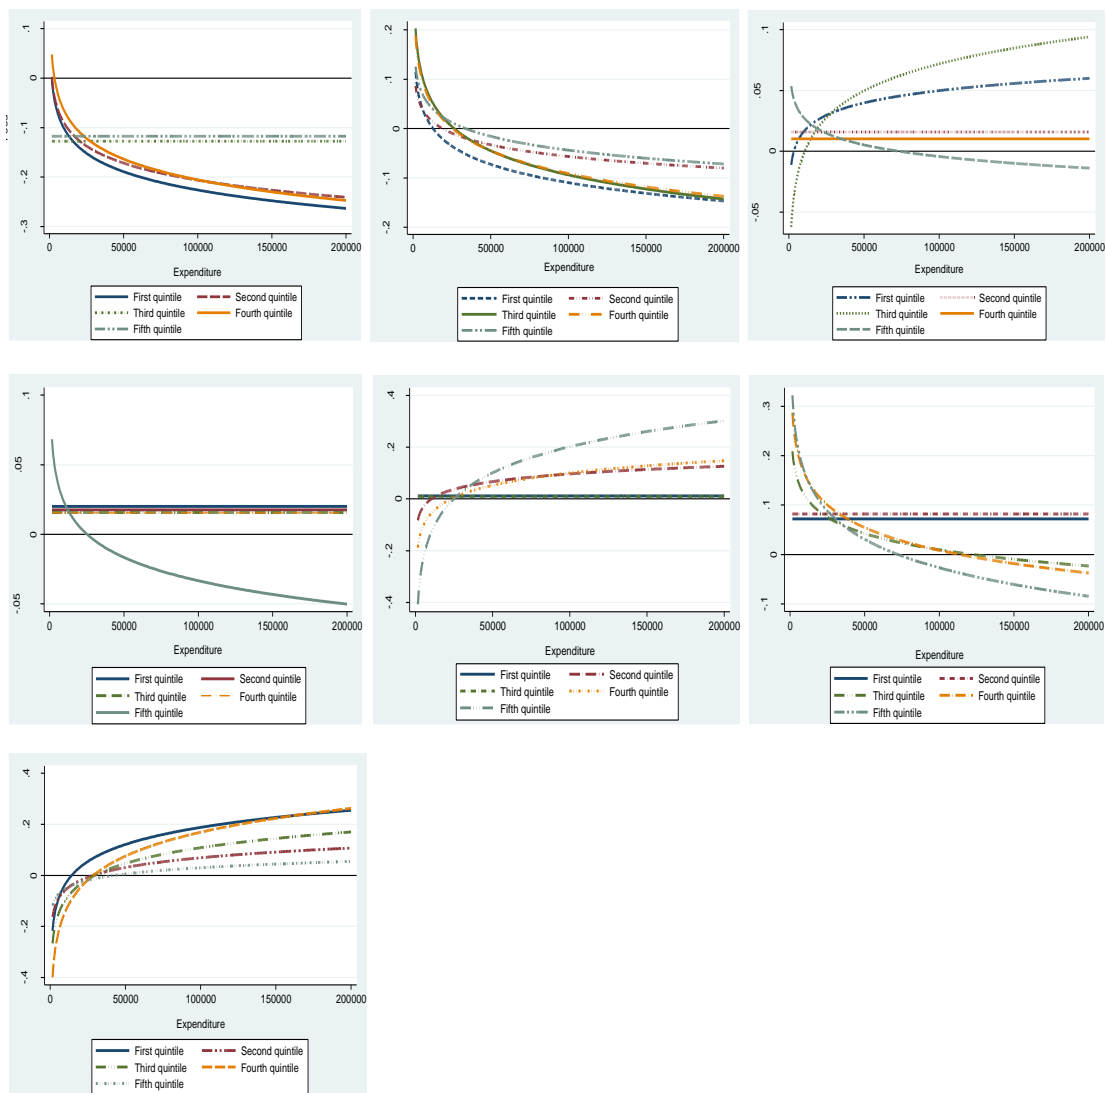 .1
0
-.1
-.2
-.3
0 50000 100000 150000 200000
Expenditure
First quintile Second quintile
Third quintile Fourth quintile
Fifth quintile
.2
.1
0
-.1
-.2
0 50000 100000 150000 200000
Expenditure
First quintile Second quintile
Third quintile Fourth quintile
Fifth quintile
.1
.05
0
-.05
0 50000 100000 150000 200000
Expenditure
First quintile Second quintile
Third quintile Fourth quintile
Fifth quintile
.1
.05
0
-.05
0 50000 100000 150000 200000
Expenditure
First quintile Second quintile
Third quintile Fourth quintile
Fifth quintile
.4
.2
0
-.2
-.4
0 50000 100000 150000 200000
Expenditure
First quintile Second quintile
Third quintile Fourth quintile
Fifth quintile
.3
.2
.1
0
-.1
0 50000 100000 150000 200000
Expenditure
First quintile Second quintile
Third quintile Fourth quintile
Fifth quintile
.4
.2
0
-.2
-.4
0 50000 100000 150000 200000
Expenditure
First quintile Second quintile
Third quintile Fourth quintile
Fifth quintile